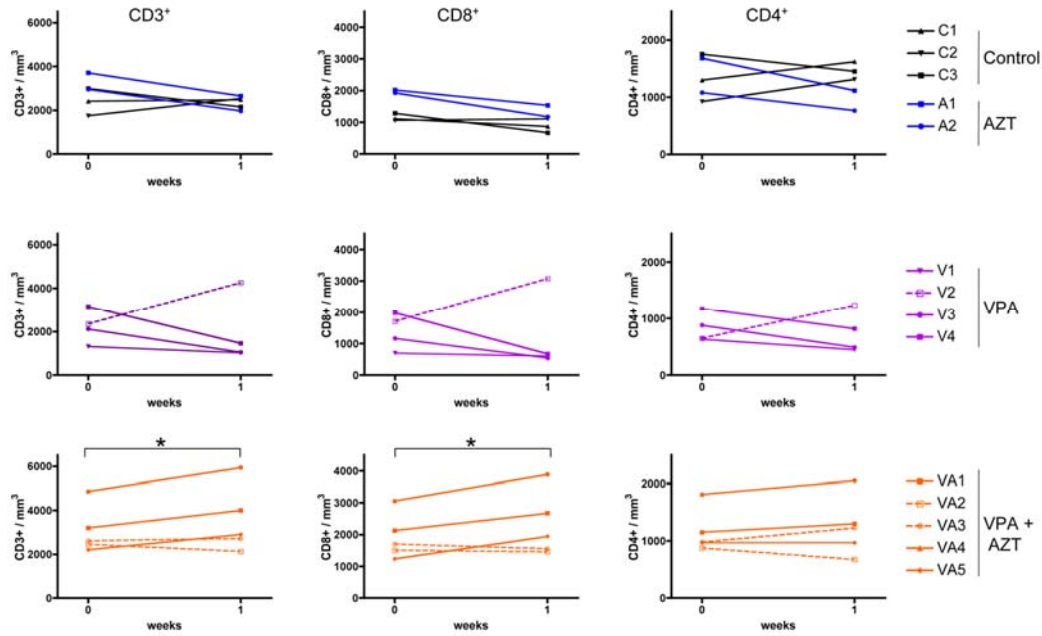 CD3⁺ CD8⁺ CD4⁺
CD3+ / mm³
6000
4000
2000
0
0 1
weeks
CD8+ / mm³
4000
3000
2000
1000
0
0 1
weeks
CD4+ / mm³
2000
1000
0
0 1
weeks
C1
C2
C3
Control
A1
A2
AZT
CD3+ / mm³
6000
4000
2000
0
0 1
weeks
CD8+ / mm³
4000
3000
2000
1000
0
0 1
weeks
CD4+ / mm³
2000
1000
0
0 1
weeks
V1
V2
V3
V4
VPA
CD3+ / mm³
6000
4000
2000
0
*
0 1
weeks
CD8+ / mm³
4000
3000
2000
1000
0
*
0 1
weeks
CD4+ / mm³
2000
1000
0
0 1
weeks
VA1
VA2
VA3
VA4
VA5
VPA +
AZT